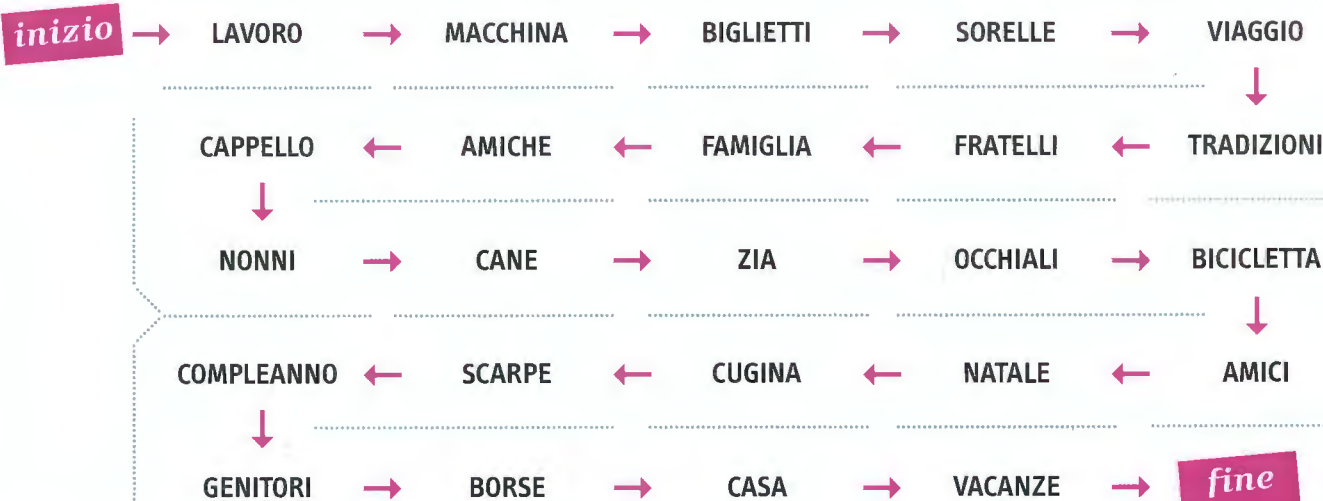 inizio LAVORO MACCHINA BIGLIETTI SORELLE VIAGGIO
CAPPELLO AMICHE FAMIGLIA FRATELLI TRADIZIONI
NONNI CANE ZIA OCCHIALI BICICLETTA
COMPLEANNO SCARPE CUGINA NATALE AMICI
GENITORI BORSE CASA VACANZE fine